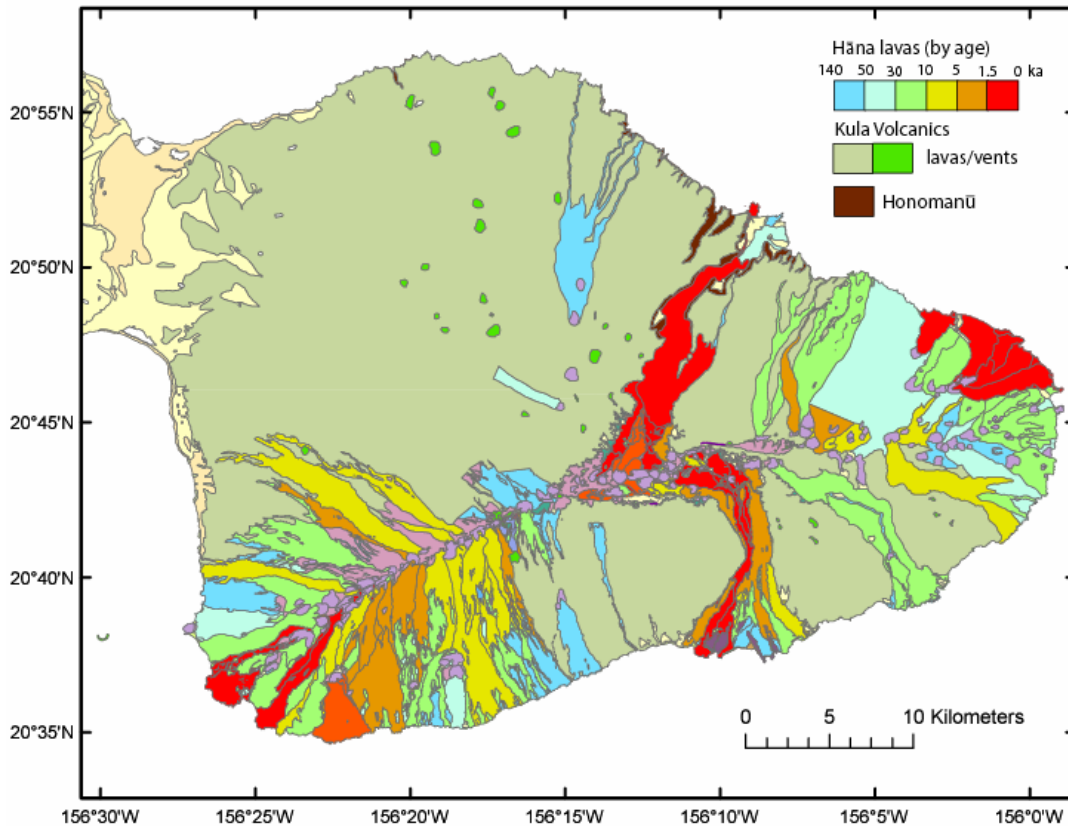 Hāna lavas (by age)
140 50 30 10 5 1.5 0 ka
Kula Volcanics
lavas/vents
Honomanū
20°55'N
20°50'N
20°45'N
20°40'N
20°35'N
0 5 10 Kilometers
156°30'W 156°25'W 156°20'W 156°15'W 156°10'W 156°5'W 156°0'W